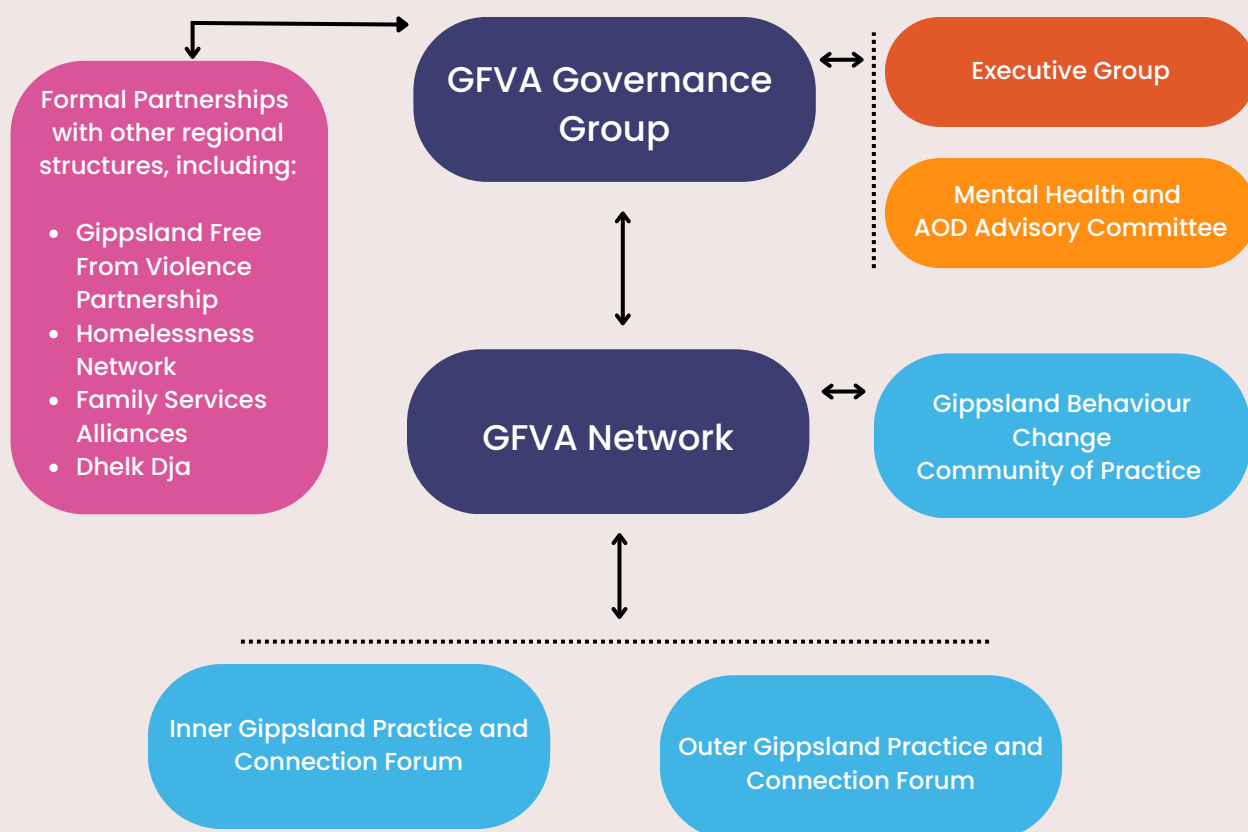 Formal Partnerships
with other regional
structures, including:
• Gippsland Free
From Violence
Partnership
• Homelessness
Network
• Family Services
Alliances
• Dhelk Dja
GFVA Governance
Group
Executive Group
Mental Health and
AOD Advisory Committee
GFVA Network
Gippsland Behaviour
Change
Community of Practice
Inner Gippsland Practice and
Connection Forum
Outer Gippsland Practice and
Connection Forum